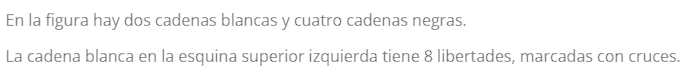 En la figura hay dos cadenas blancas y cuatro cadenas negras.
La cadena blanca en la esquina superior izquierda tiene 8 libertades, marcadas con cruces.